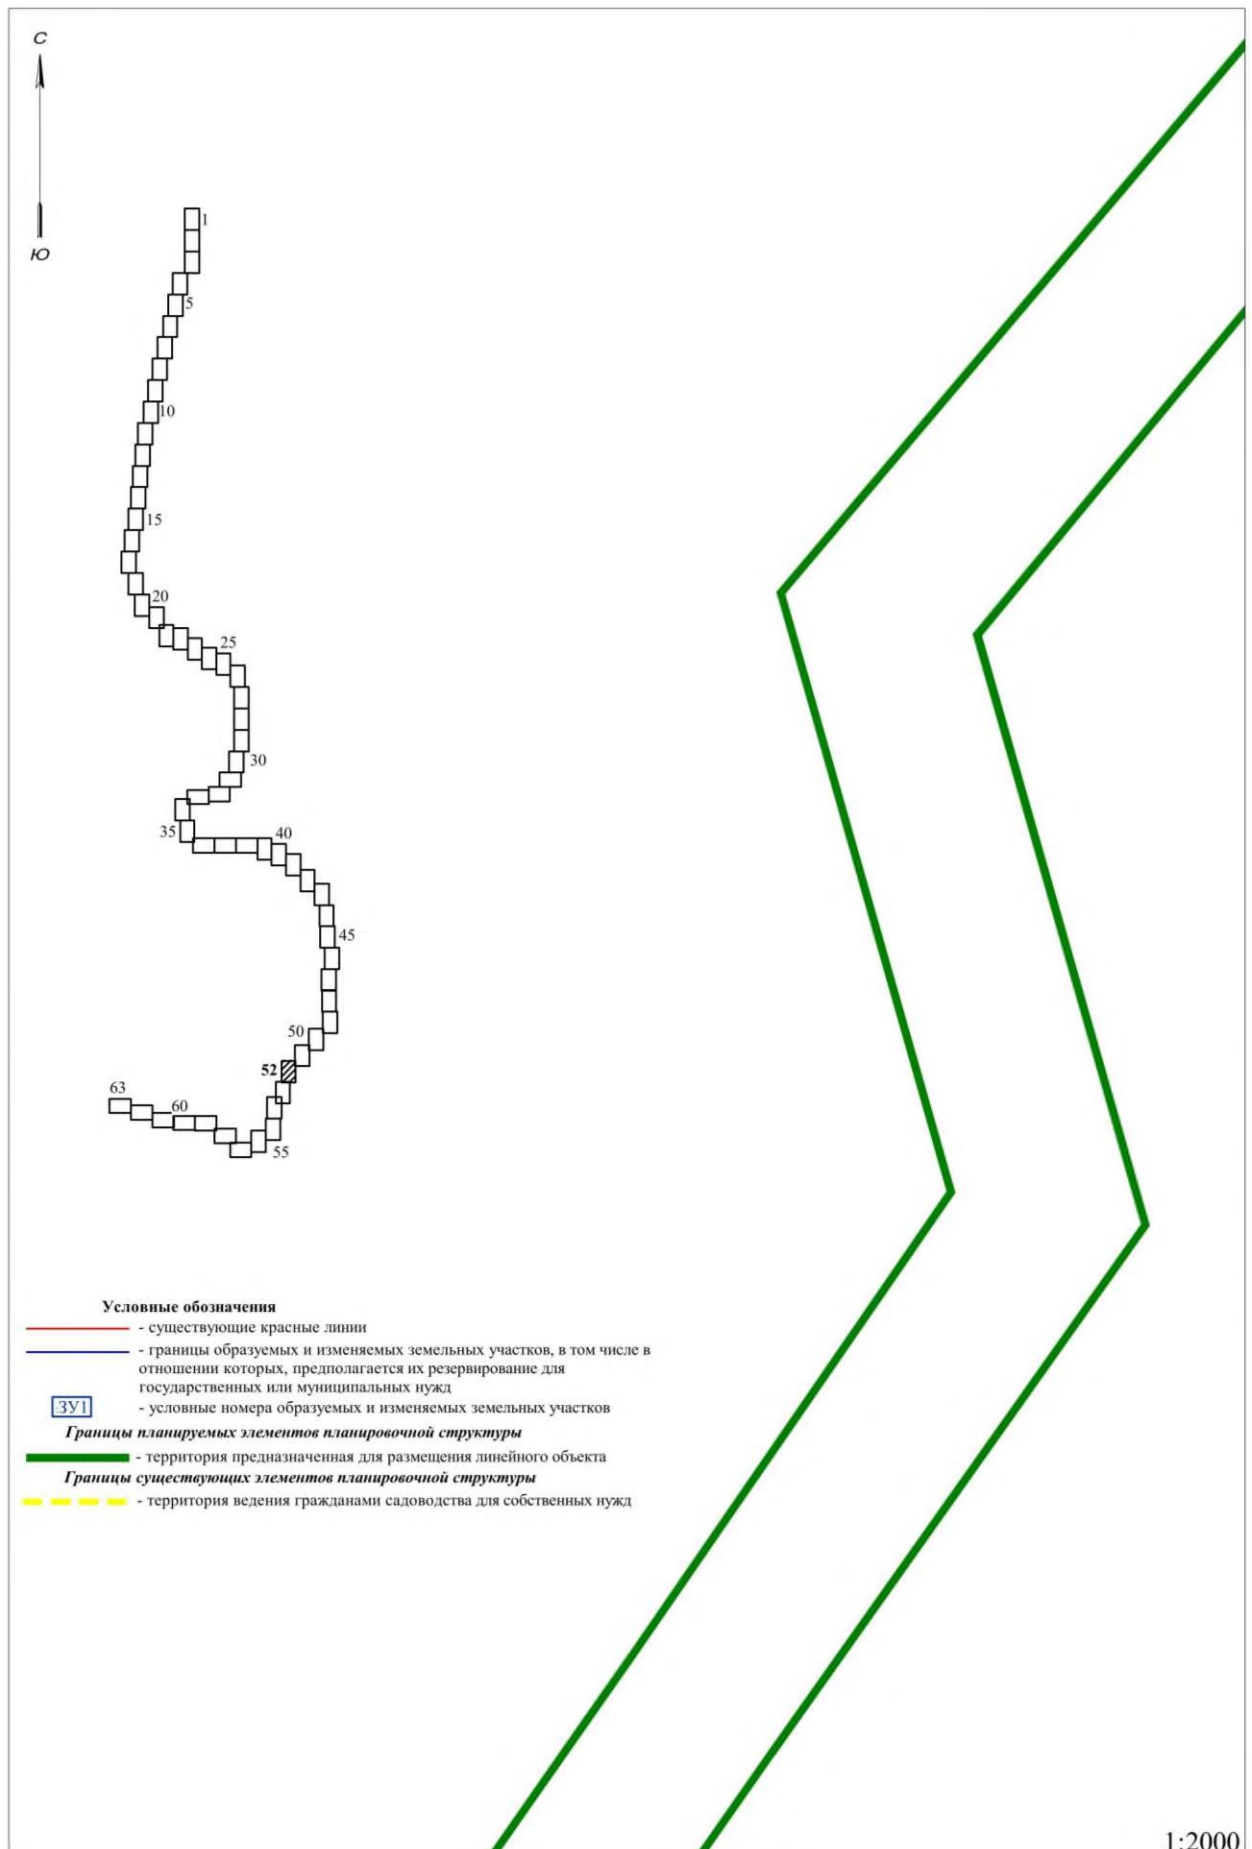 С
Ю
1
5
10
15
20
25
30
35
40
45
50
52
63
60
55
Условные обозначения
- существующие красные линии
- границы образуемых и изменяемых земельных участков, в том числе в
отношении которых, предполагается их резервирование для
государственных или муниципальных нужд
:ЗУ1
- условные номера образуемых и изменяемых земельных участков
Границы планируемых элементов планировочной структуры
- территория предназначенная для размещения линейного объекта
Границы существующих элементов планировочной структуры
- территория ведения гражданами садоводства для собственных нужд
1:2000